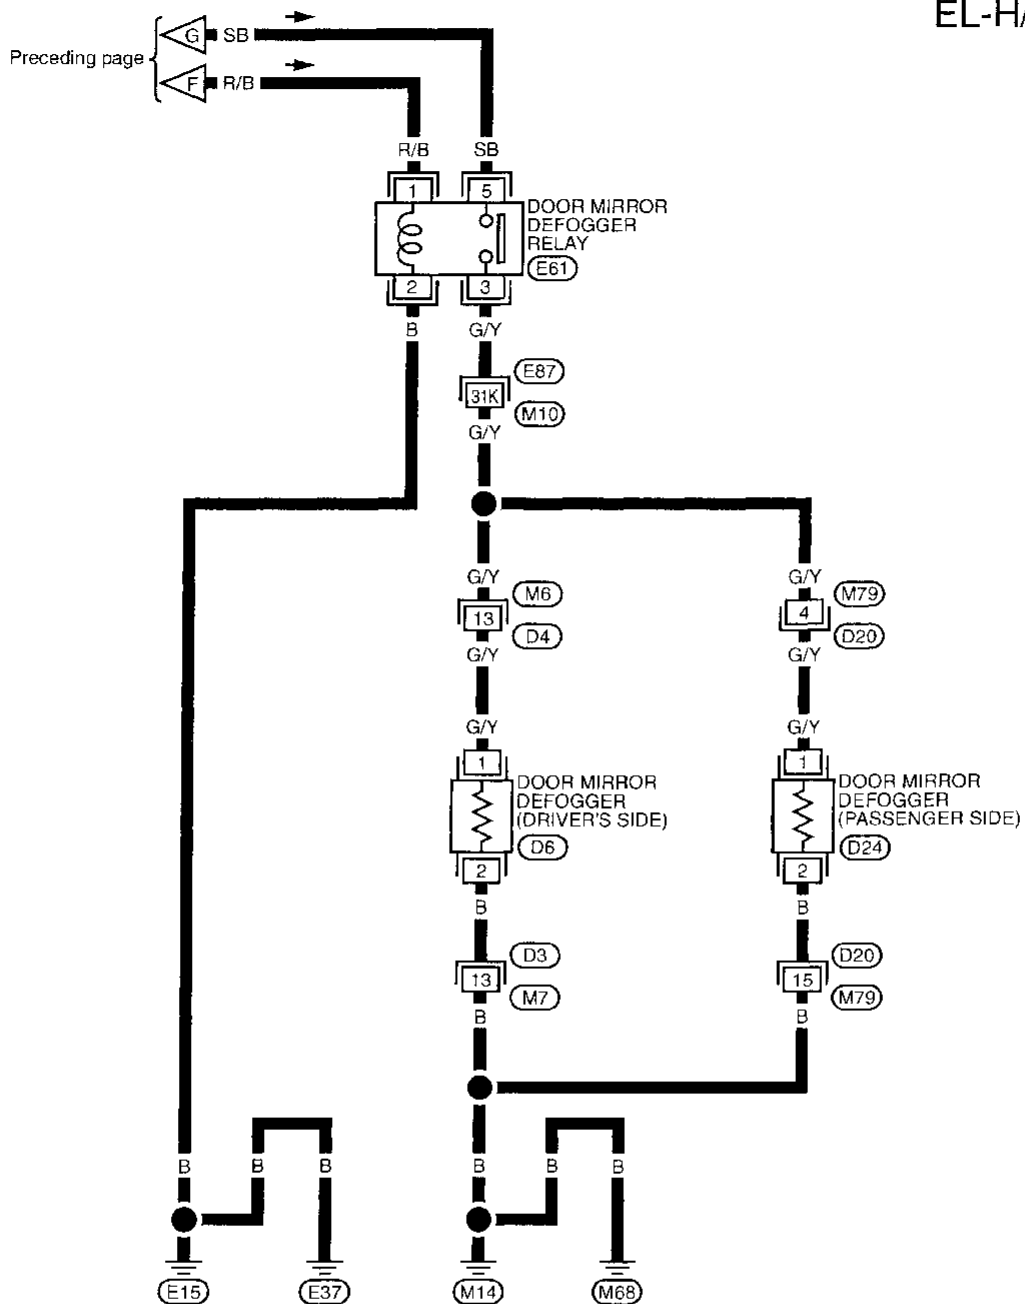 EL-H/
G SB
Preceding page
F R/B
R/B SB
1 5
DOOR MIRROR
DEFOGGER
RELAY
E61
2 3
B G/Y
E87
31K
M10
G/Y
G/Y G/Y
M6 M79
13 4
D4 D20
G/Y G/Y
G/Y G/Y
1 1
DOOR MIRROR
DEFOGGER
(DRIVER'S SIDE)
D6
DOOR MIRROR
DEFOGGER
(PASSENGER SIDE)
D24
2 2
B B
D3 D20
13 15
M7 M79
B B
B B B B B B
E15 E37 M14 M68